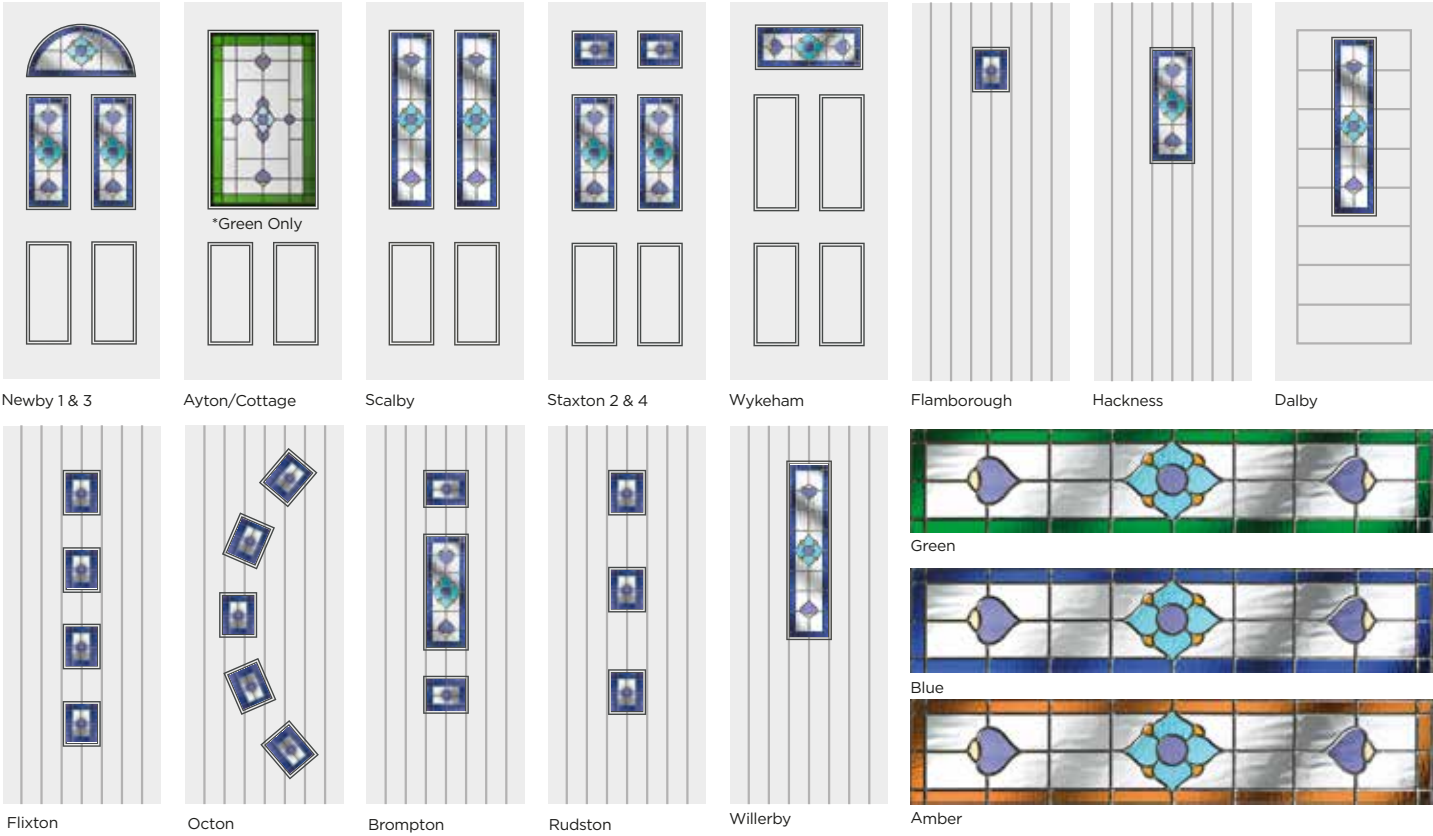 *Green Only
Newby 1 & 3
Ayton/Cottage
Scalby
Staxton 2 & 4
Wykeham
Flamborough
Hackness
Dalby
Green
Blue
Flixton
Octon
Brompton
Rudston
Willerby
Amber